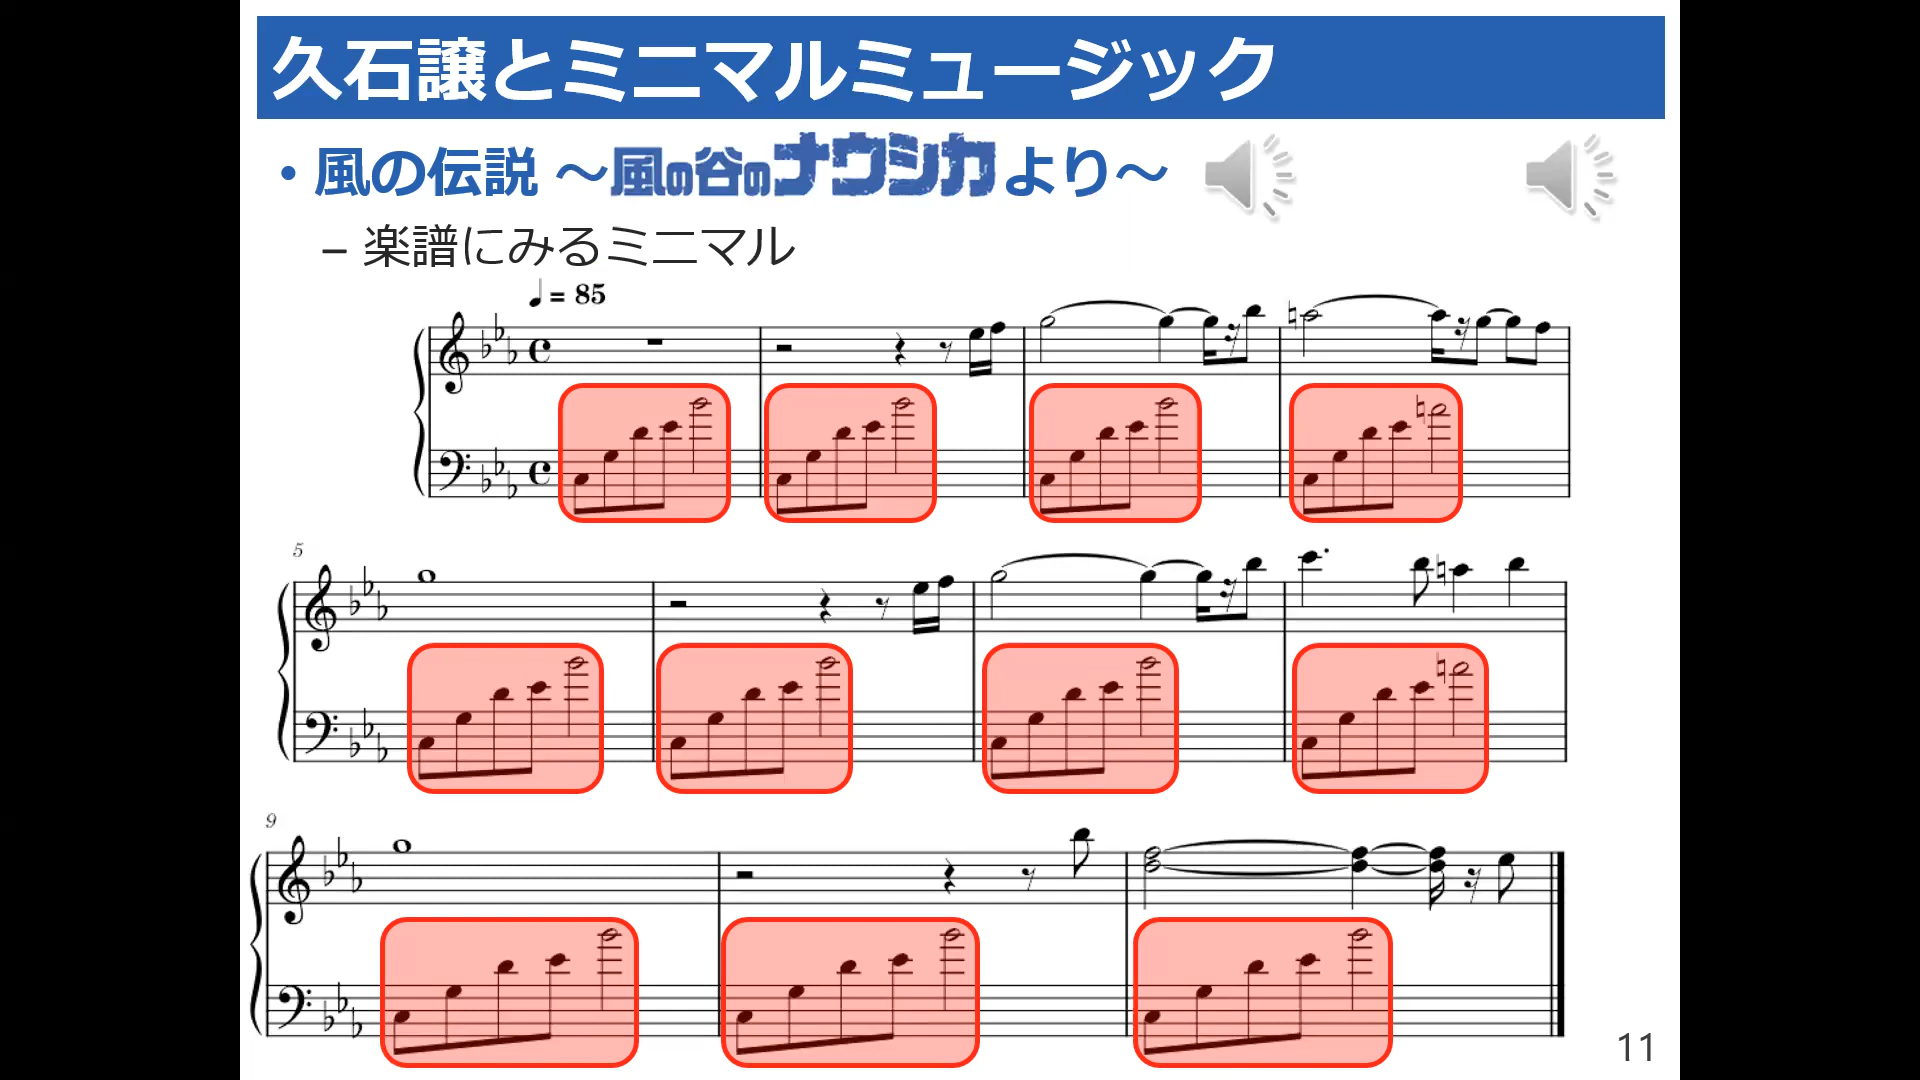 久石譲とミニマルミュージック
・風の伝説 ～風の谷のナウシカより～
– 楽譜にみるミニマル
♩= 85
5
9
11